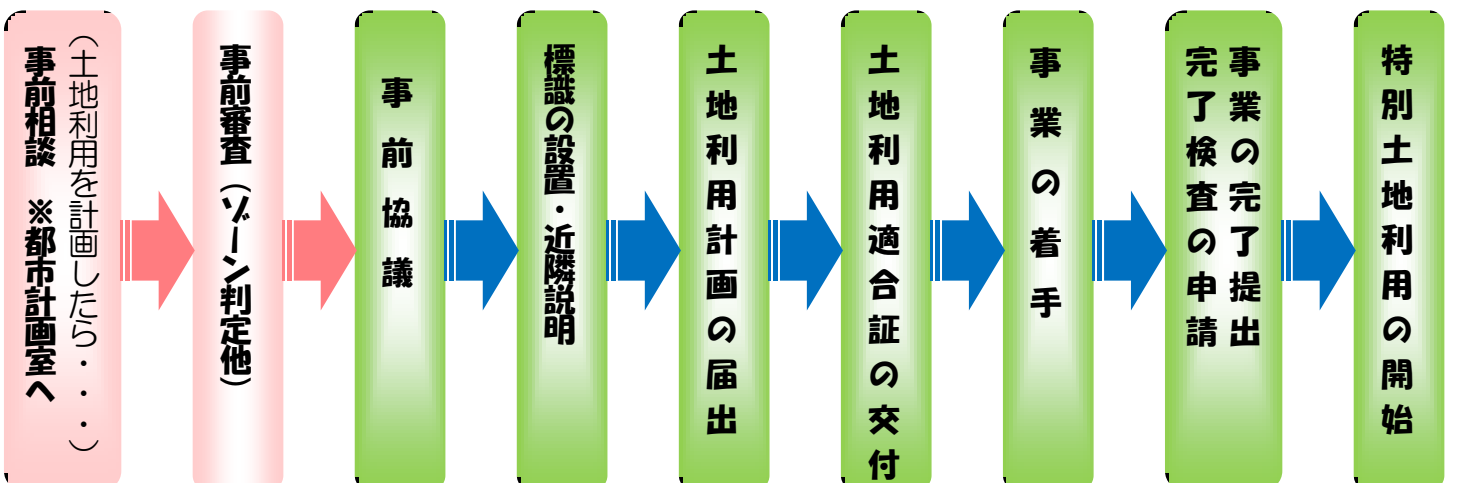 (土地利用を計画したら・・・)
事前相談 ※都市計画室へ
事前審査(ゾーン判定他)
事前協議
標識の設置・近隣説明
土地利用計画の届出
土地利用適合証の交付
事業の着手
事業の完了提出
完了検査の申請
特別土地利用の開始